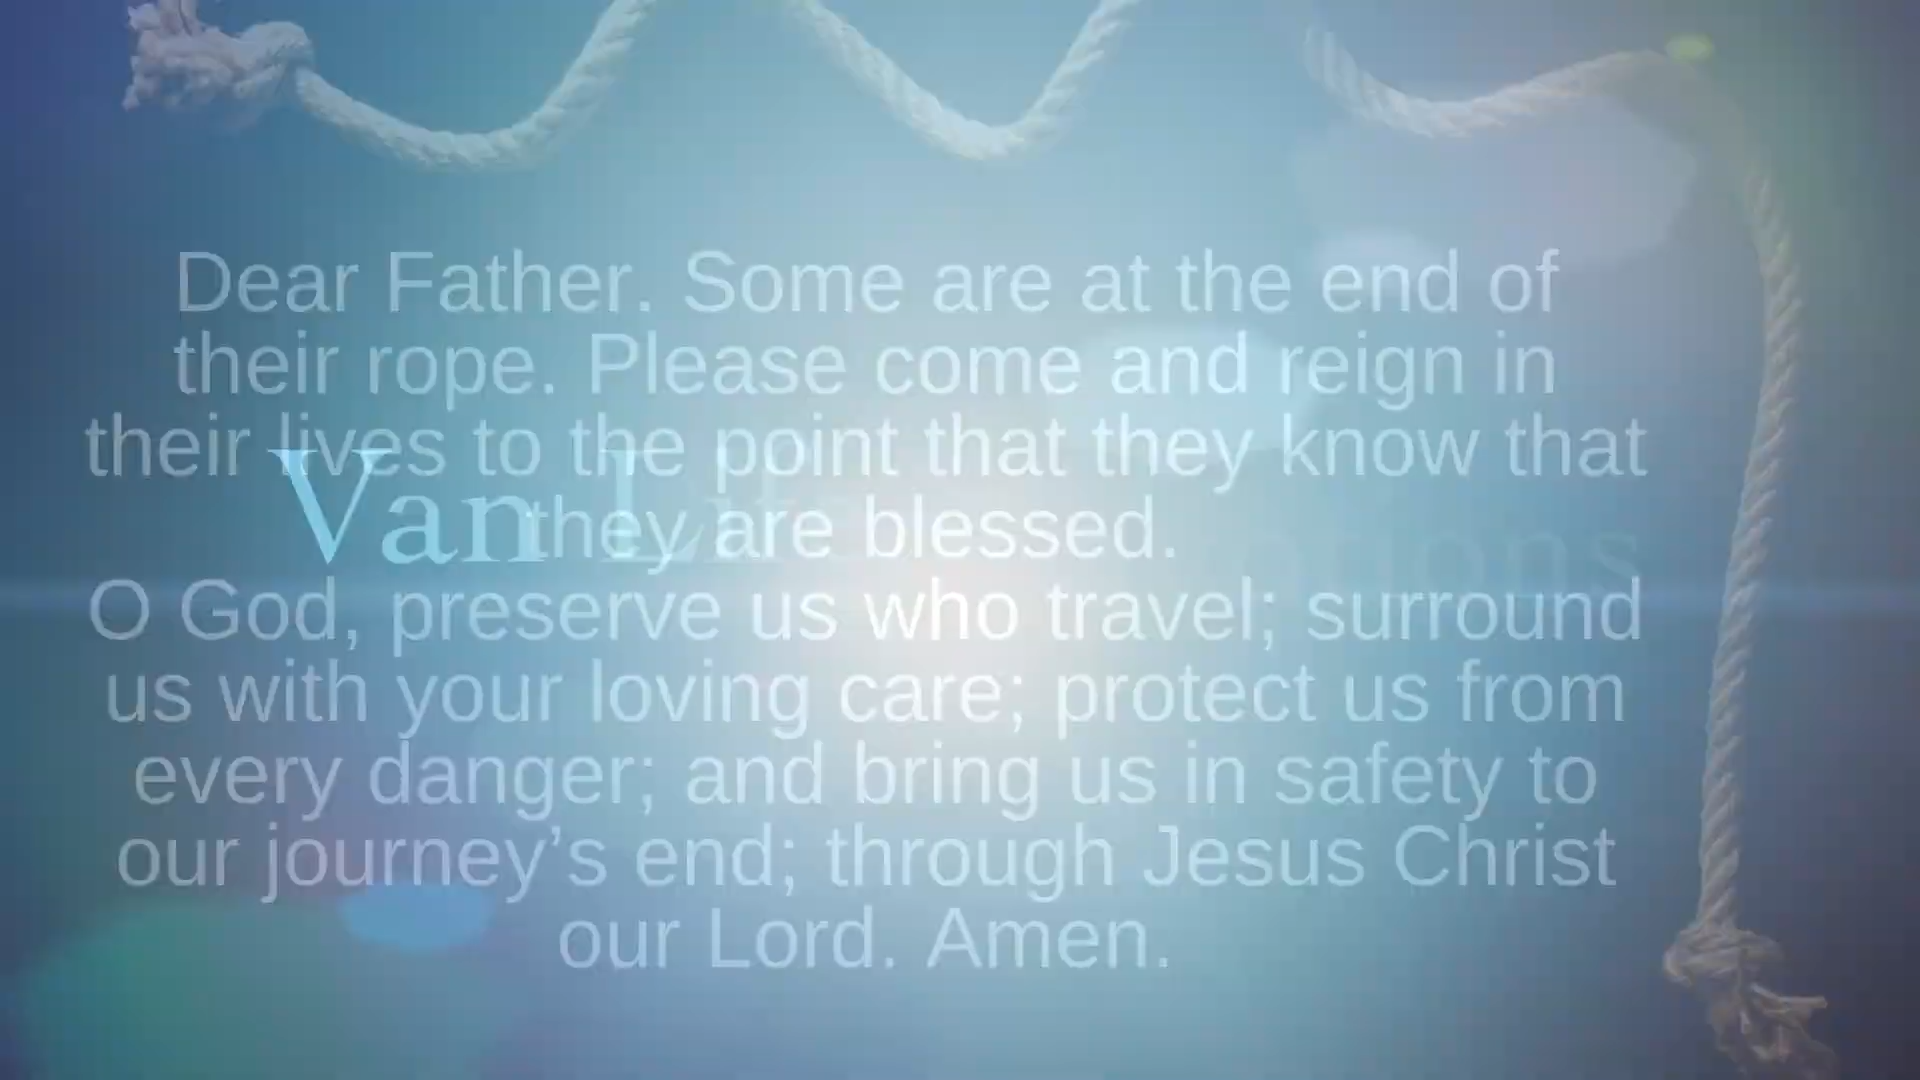 Dear Father. Some are at the end of
their rope. Please come and reign in
their lives to the point that they know that
they are blessed.
Van
O God, preserve us who travel; surround
us with your loving care; protect us from
every danger; and bring us in safety to
our journey’s end; through Jesus Christ
our Lord. Amen.